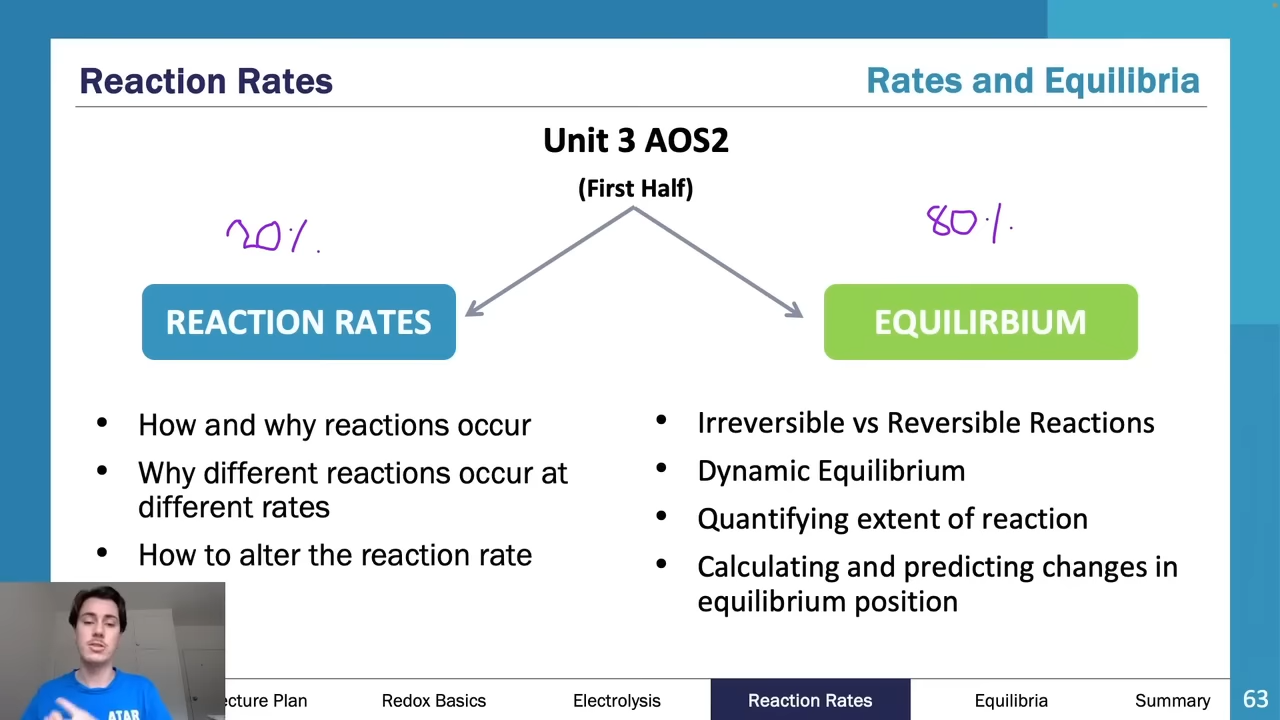 Reaction Rates
Rates and Equilibria
Unit 3 AOS2
(First Half)
20%
80%
REACTION RATES
EQUILIRBIUM
• How and why reactions occur
• Why different reactions occur at
different rates
• How to alter the reaction rate
• Irreversible vs Reversible Reactions
• Dynamic Equilibrium
• Quantifying extent of reaction
• Calculating and predicting changes in
equilibrium position
ATAR
ecture Plan
Redox Basics
Electrolysis
Reaction Rates
Equilibria
Summary
63